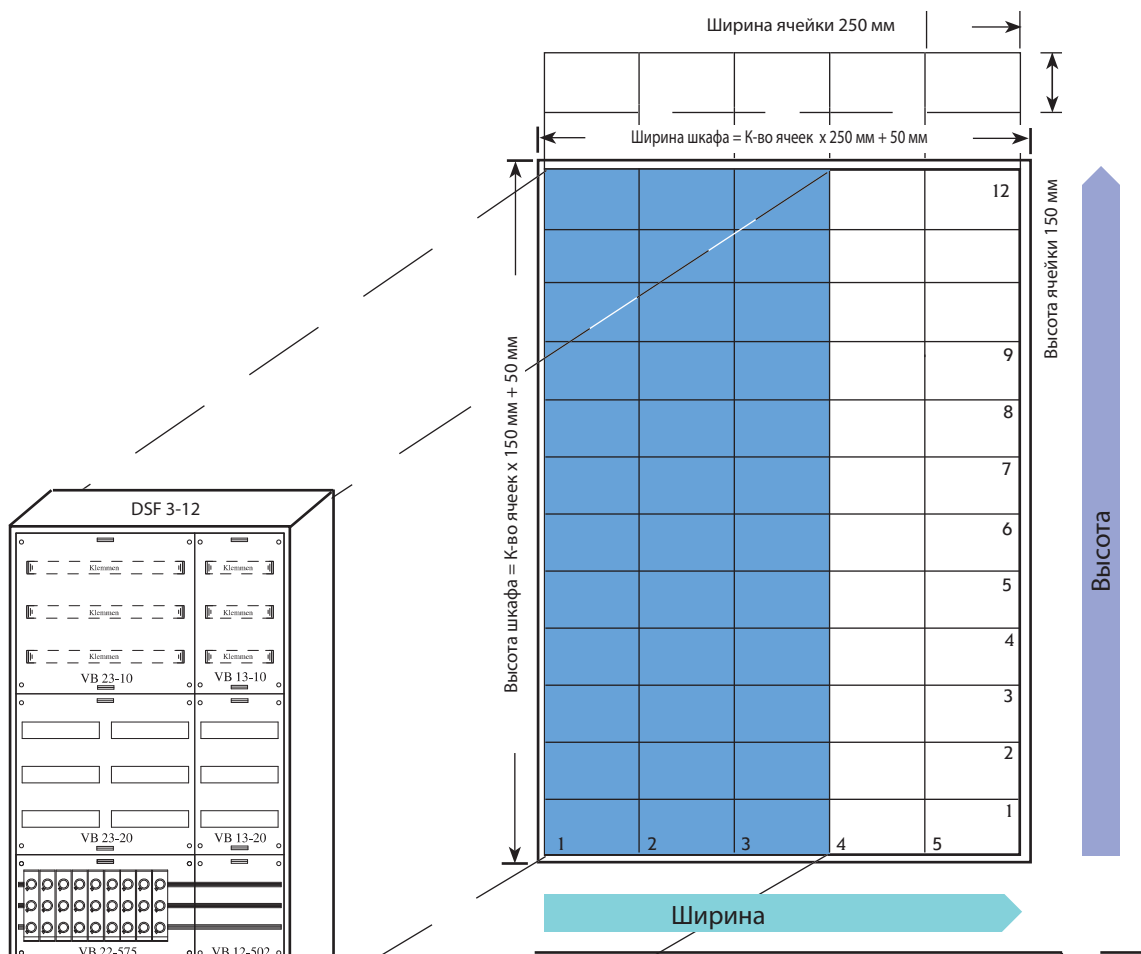 Ширина ячейки 250 мм
Ширина шкафа = К-во ячеек х 250 мм + 50 мм
Высота ячейки 150 мм
Высота шкафа = К-во ячеек х 150 мм + 50 мм
12
9
8
7
6
5
4
3
2
1
1 2 3 4 5
Высота
Ширина
DSF 3-12
Klemmen Klemmen
Klemmen Klemmen
Klemmen Klemmen
VB 23-10 VB 13-10
VB 23-20 VB 13-20
VB 22-575 VB 12-502